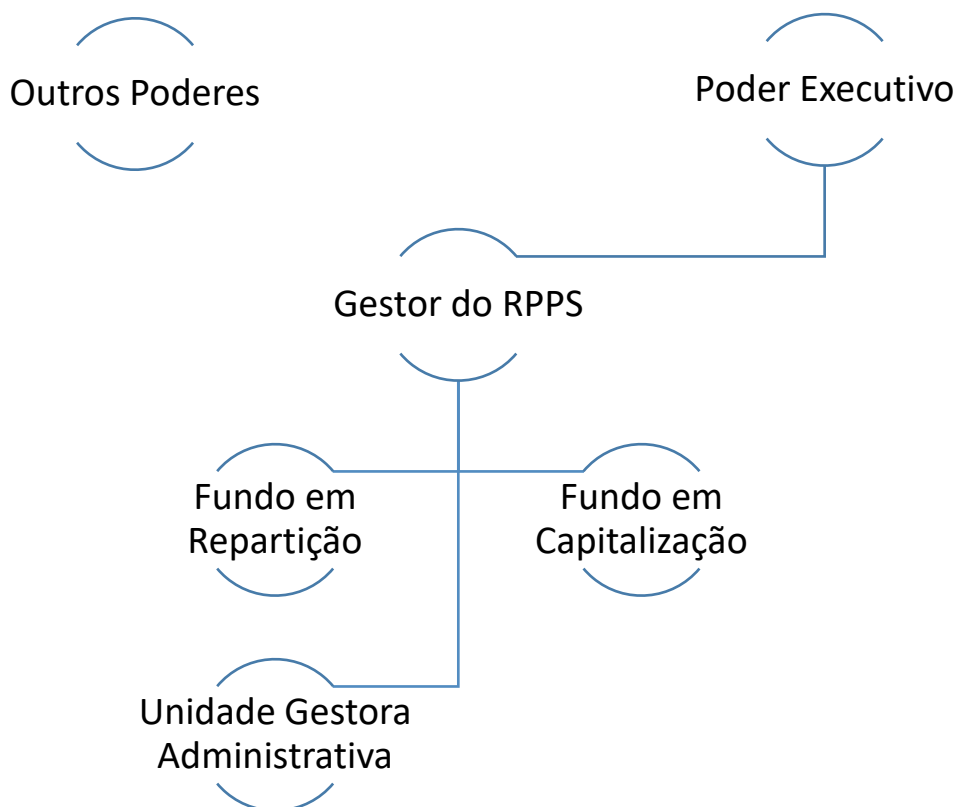 Outros Poderes
Poder Executivo
Gestor do RPPS
Fundo em
Repartição
Fundo em
Capitalização
Unidade Gestora
Administrativa